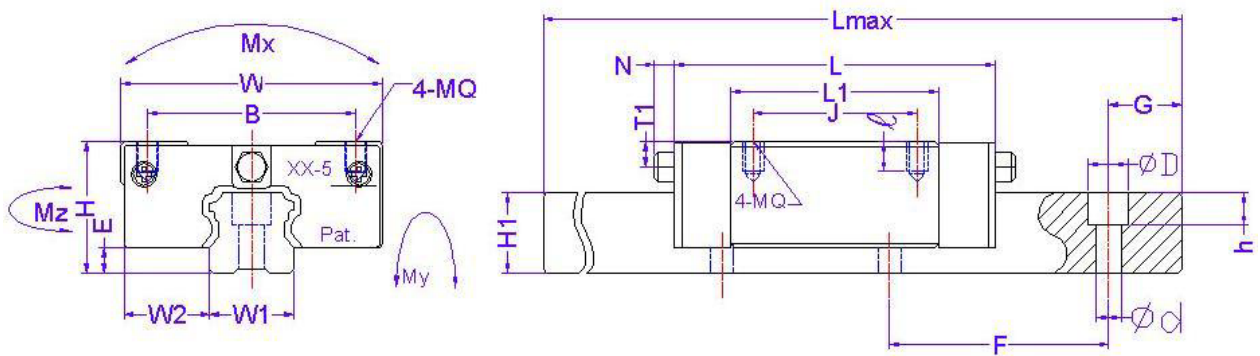 Mx
W
B
4-MQ
XX-5
Mz
H
E
Pat.
My
W2
W1
Lmax
N
L
L1
J
T1
ℓ
G
4-MQ
ØD
H1
h
Ød
F